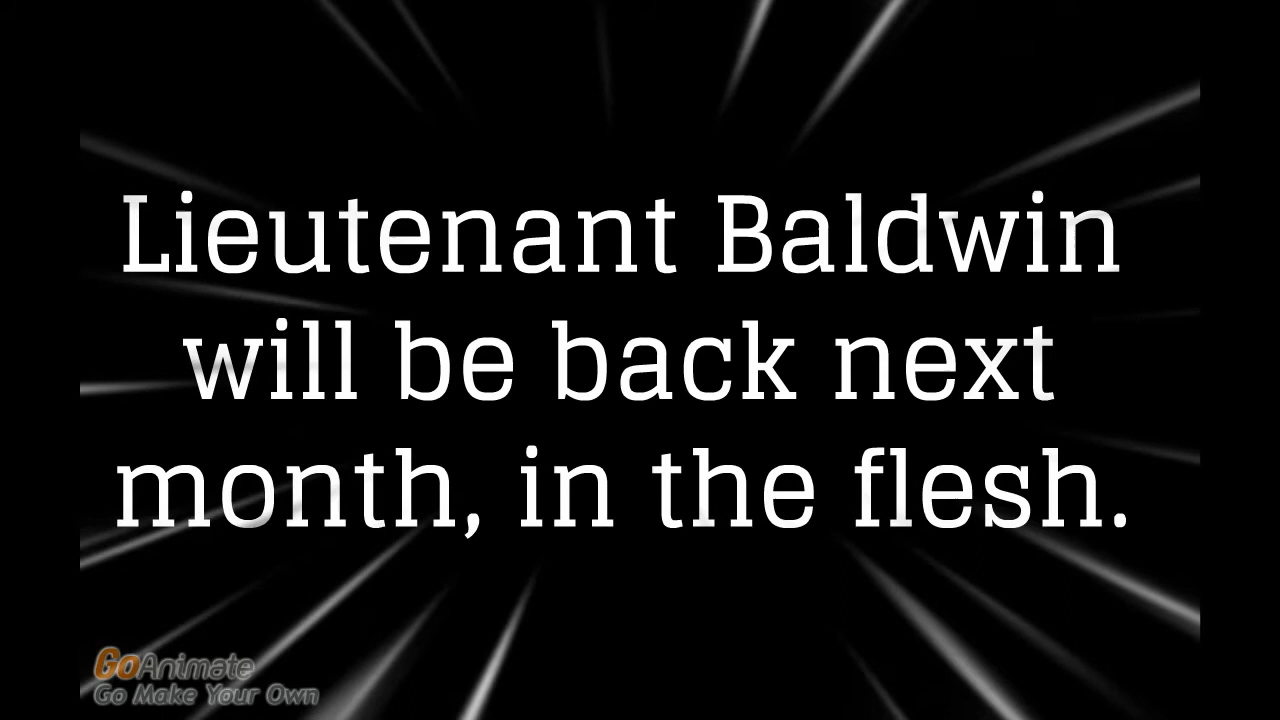 Lieutenant Baldwin
will be back next
month, in the flesh.
GoAnimate
Go Make Your Own